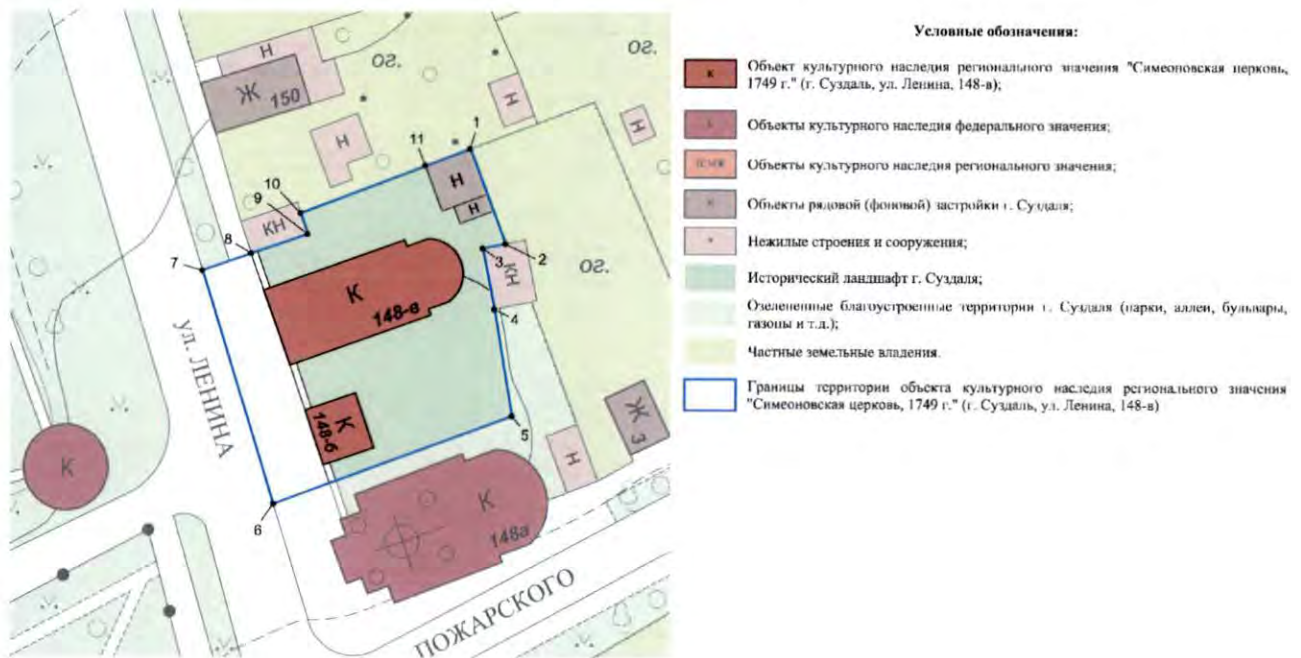 Условные обозначения:
К
Объект культурного наследия регионального значения "Симеоновская церковь,
1749 г." (г. Суздаль, ул. Ленина, 148-в);
Объекты культурного наследия федерального значения;
Объекты культурного наследия регионального значения;
Объекты рядовой (фоновой) застройки г. Суздаля;
Нежилые строения и сооружения;
Исторический ландшафт г. Суздаля;
Озелененные благоустроенные территории г. Суздаля (парки, аллеи, бульвары,
газоны и т.д.);
Частные земельные владения.
Границы территории объекта культурного наследия регионального значения
"Симеоновская церковь, 1749 г." (г. Суздаль, ул. Ленина, 148-в)
Н
ог.
ог.
Ж 150
Н
Н
Н
1
11
Н
Н
10
9
КН
8
7
2
3
КН
ог.
К
148-в
4
ул. ЛЕНИНА
К
148-б
5
Ж 3
Н
К
6
К
148а
ПОЖАРСКОГО